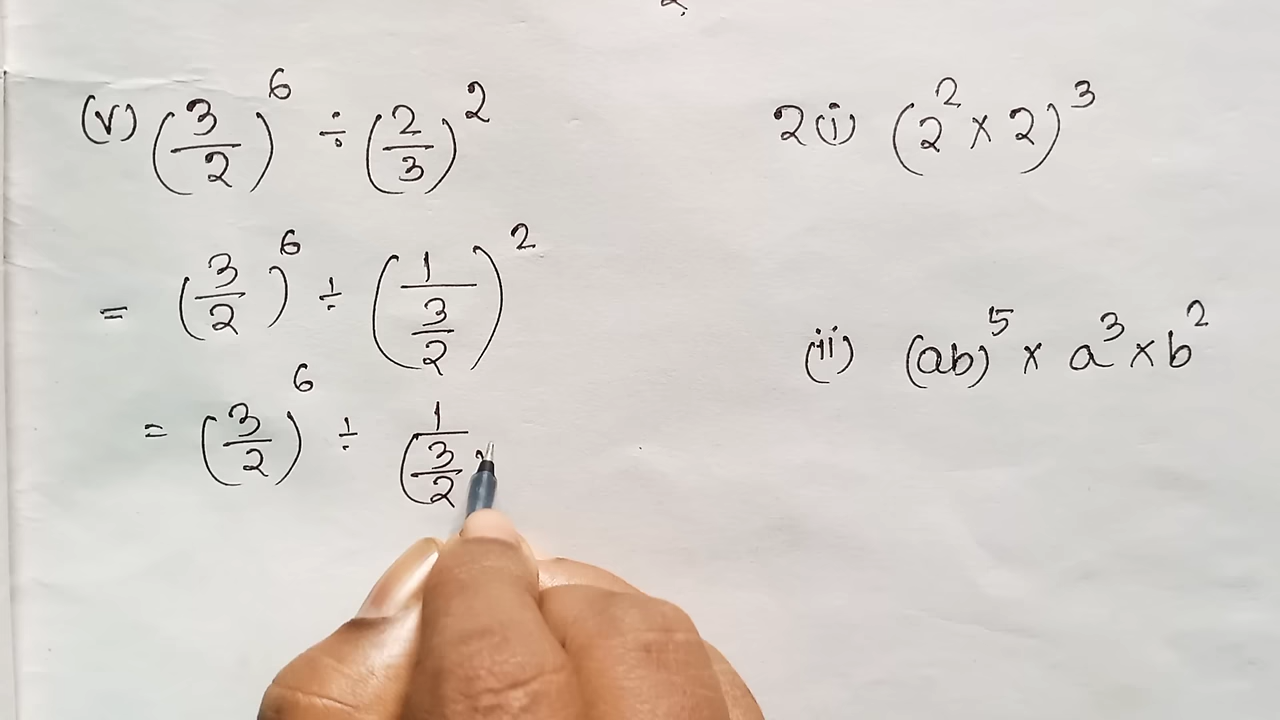 (v) (3/2)^6 ÷ (2/3)^2
= (3/2)^6 ÷ (1/(3/2))^2
= (3/2)^6 ÷ 1/(3/2
2(i) (2^2 × 2)^3
(ii) (ab)^5 × a^3 × b^2